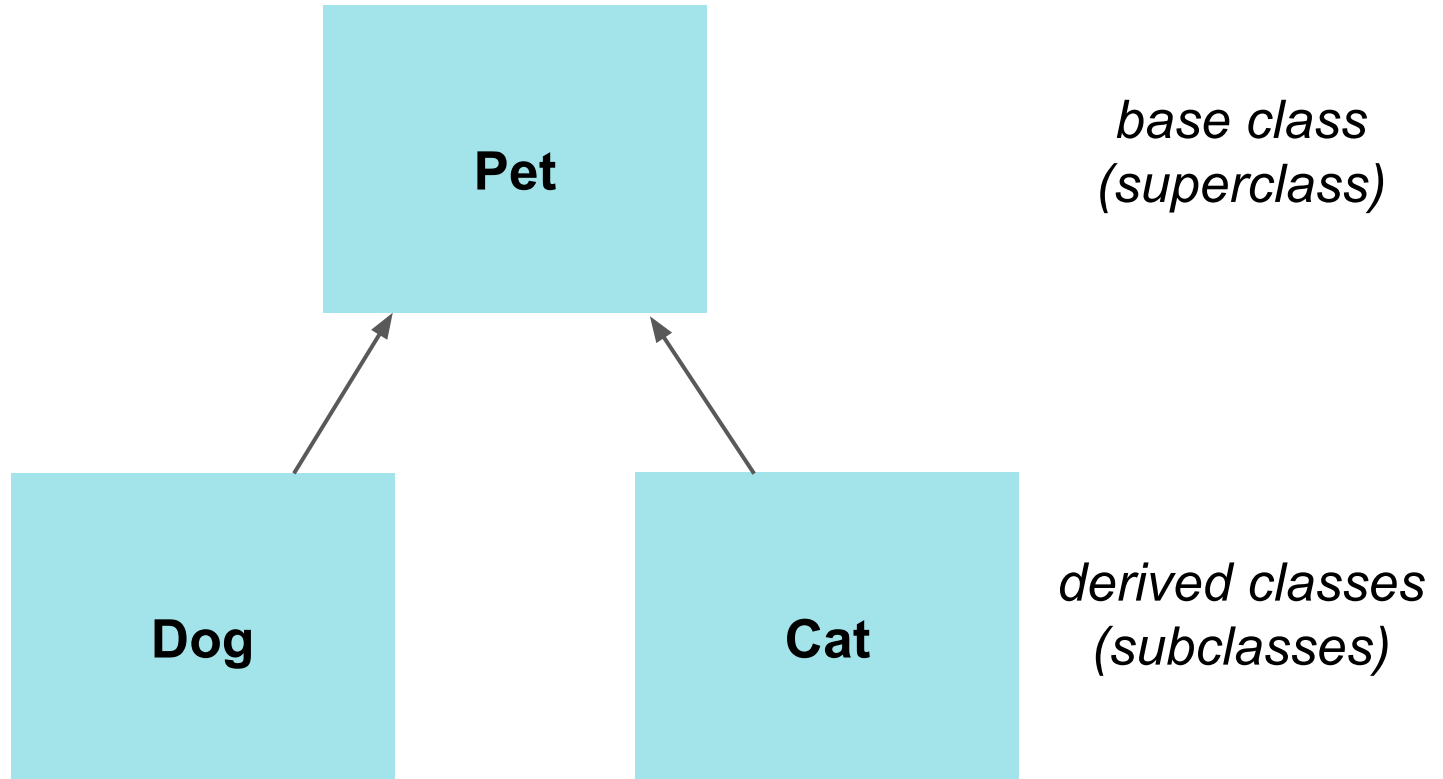 Pet
base class
(superclass)
Dog
Cat
derived classes
(subclasses)